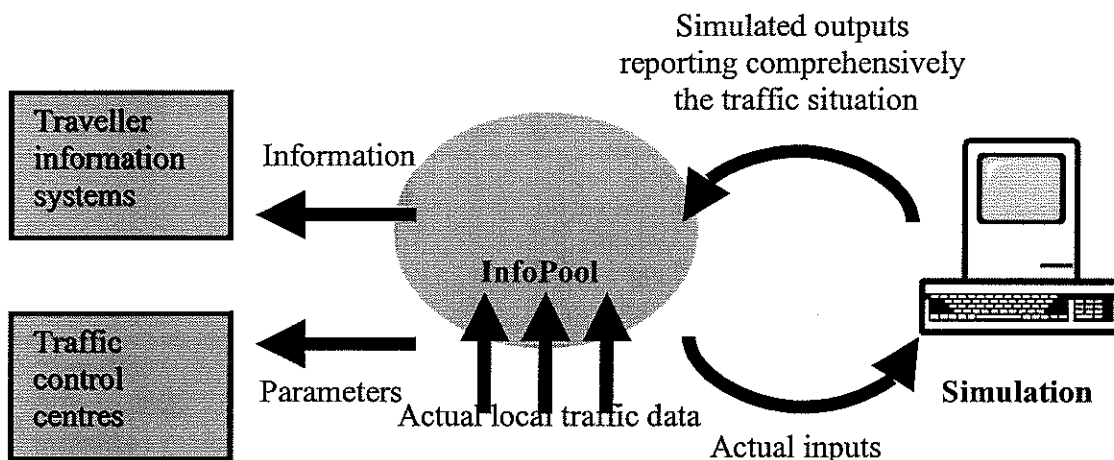 Simulated outputs
reporting comprehensively
the traffic situation
Traveller
information
systems
Information
InfoPool
Traffic
control
centres
Parameters
Actual local traffic data
Simulation
Actual inputs